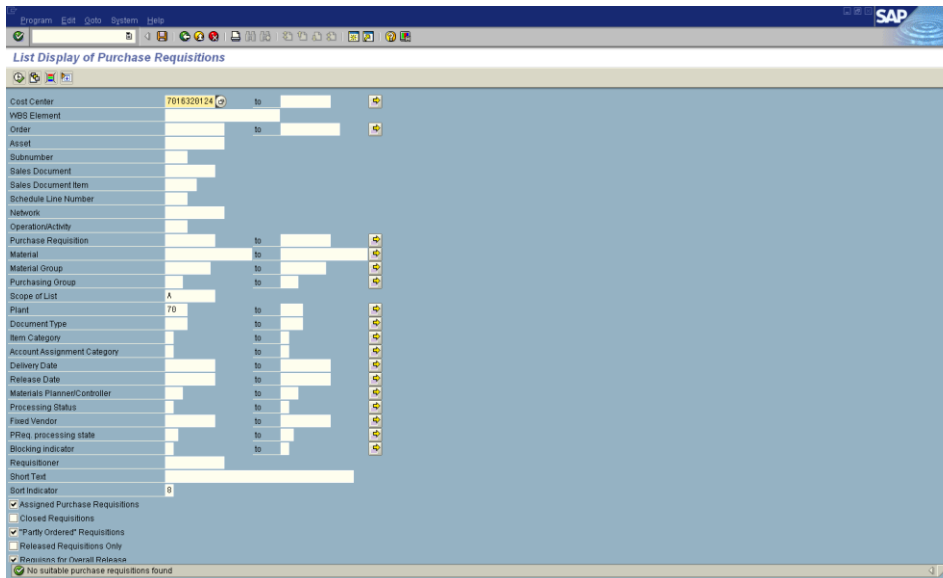 Program Edit Goto System Help
SAP
List Display of Purchase Requisitions
Cost Center 7016320124 to
WBS Element
Order to
Asset
Subnumber
Sales Document
Sales Document Item
Schedule Line Number
Network
Operation/Activity
Purchase Requisition to
Material to
Material Group to
Purchasing Group to
Scope of List A
Plant 70 to
Document Type to
Item Category to
Account Assignment Category to
Delivery Date to
Release Date to
Materials Planner/Controller to
Processing Status to
Fixed Vendor to
PReq. processing state to
Blocking indicator to
Requisitioner
Short Text
Sort Indicator 0
Assigned Purchase Requisitions
Closed Requisitions
"Partly Ordered" Requisitions
Released Requisitions Only
Requisns for Overall Release
No suitable purchase requisitions found